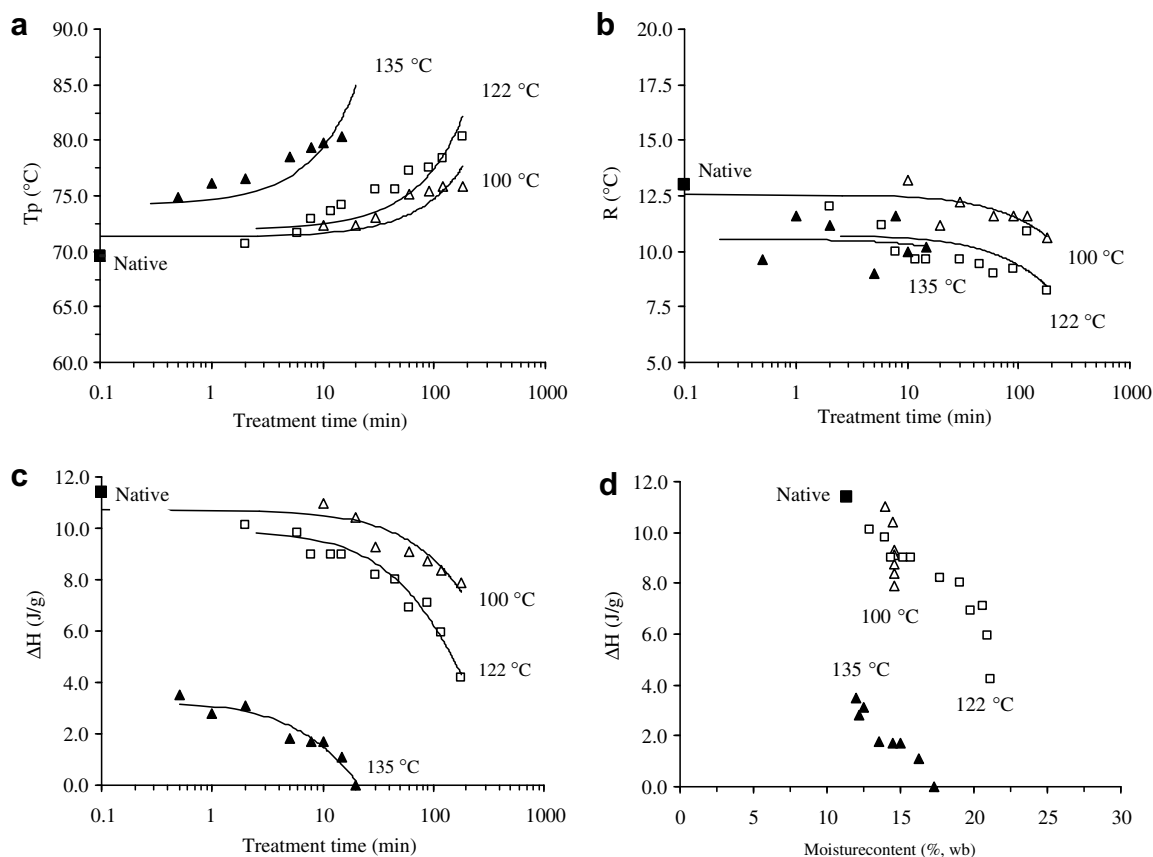 a
90.0
85.0
80.0
75.0
70.0
65.0
60.0
Tp (°C)
135 °C
122 °C
100 °C
Native
0.1 1 10 100 1000
Treatment time (min)
b
20.0
17.5
15.0
12.5
10.0
7.5
5.0
R (°C)
Native
100 °C
135 °C
122 °C
0.1 1 10 100 1000
Treatment time (min)
c
12.0
10.0
8.0
6.0
4.0
2.0
0.0
ΔH (J/g)
Native
100 °C
122 °C
135 °C
0.1 1 10 100 1000
Treatment time (min)
d
12.0
10.0
8.0
6.0
4.0
2.0
0.0
ΔH (J/g)
Native
100 °C
135 °C
122 °C
0 5 10 15 20 25 30
Moisturecontent (%, wb)